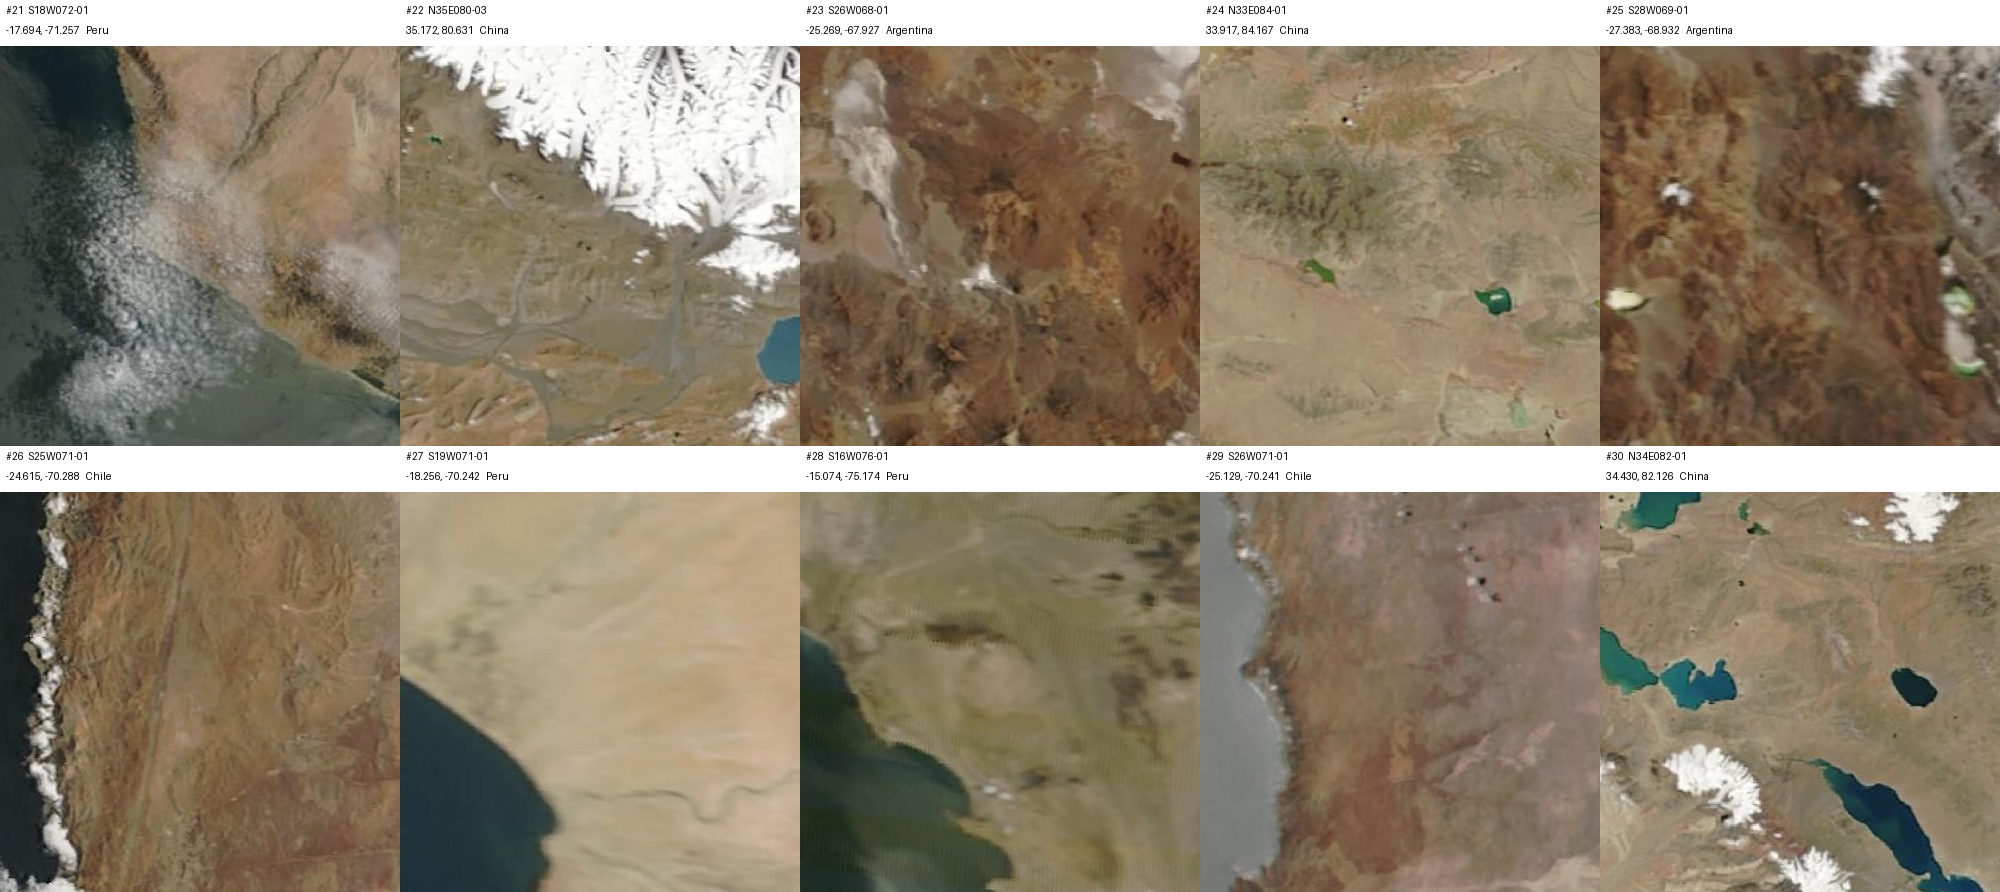 #21 S18W072-01
-17.694, -71.257 Peru
#22 N35E080-03
35.172, 80.631 China
#23 S26W068-01
-25.269, -67.927 Argentina
#24 N33E084-01
33.917, 84.167 China
#25 S28W069-01
-27.383, -68.932 Argentina
#26 S25W071-01
-24.615, -70.288 Chile
#27 S19W071-01
-18.256, -70.242 Peru
#28 S16W076-01
-15.074, -75.174 Peru
#29 S26W071-01
-25.129, -70.241 Chile
#30 N34E082-01
34.430, 82.126 China